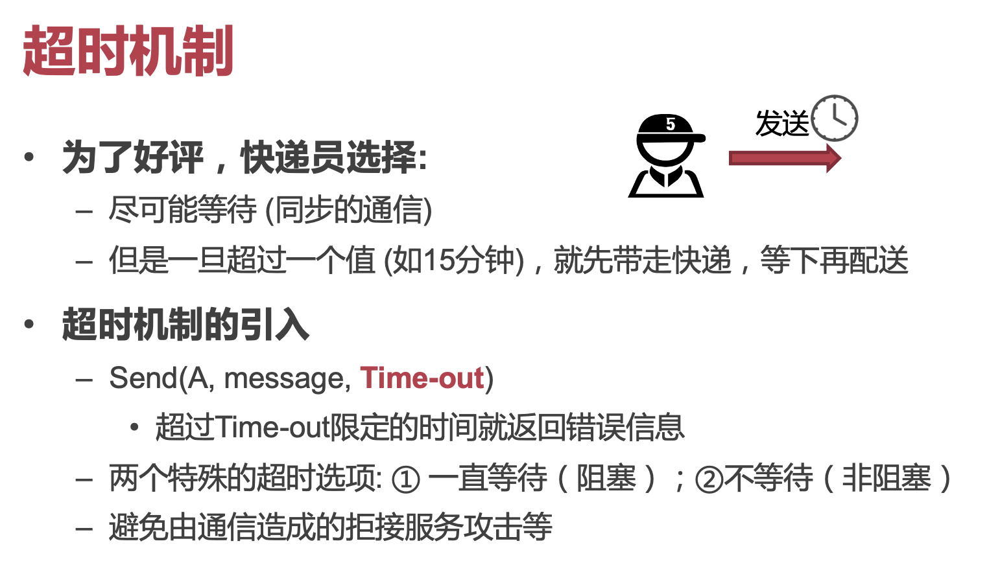 超时机制
5
发送
• 为了好评，快递员选择:
– 尽可能等待 (同步的通信)
– 但是一旦超过一个值 (如15分钟)，就先带走快递，等下再配送
• 超时机制的引入
– Send(A, message, Time-out)
• 超过Time-out限定的时间就返回错误信息
– 两个特殊的超时选项: ① 一直等待（阻塞）；②不等待（非阻塞）
– 避免由通信造成的拒接服务攻击等